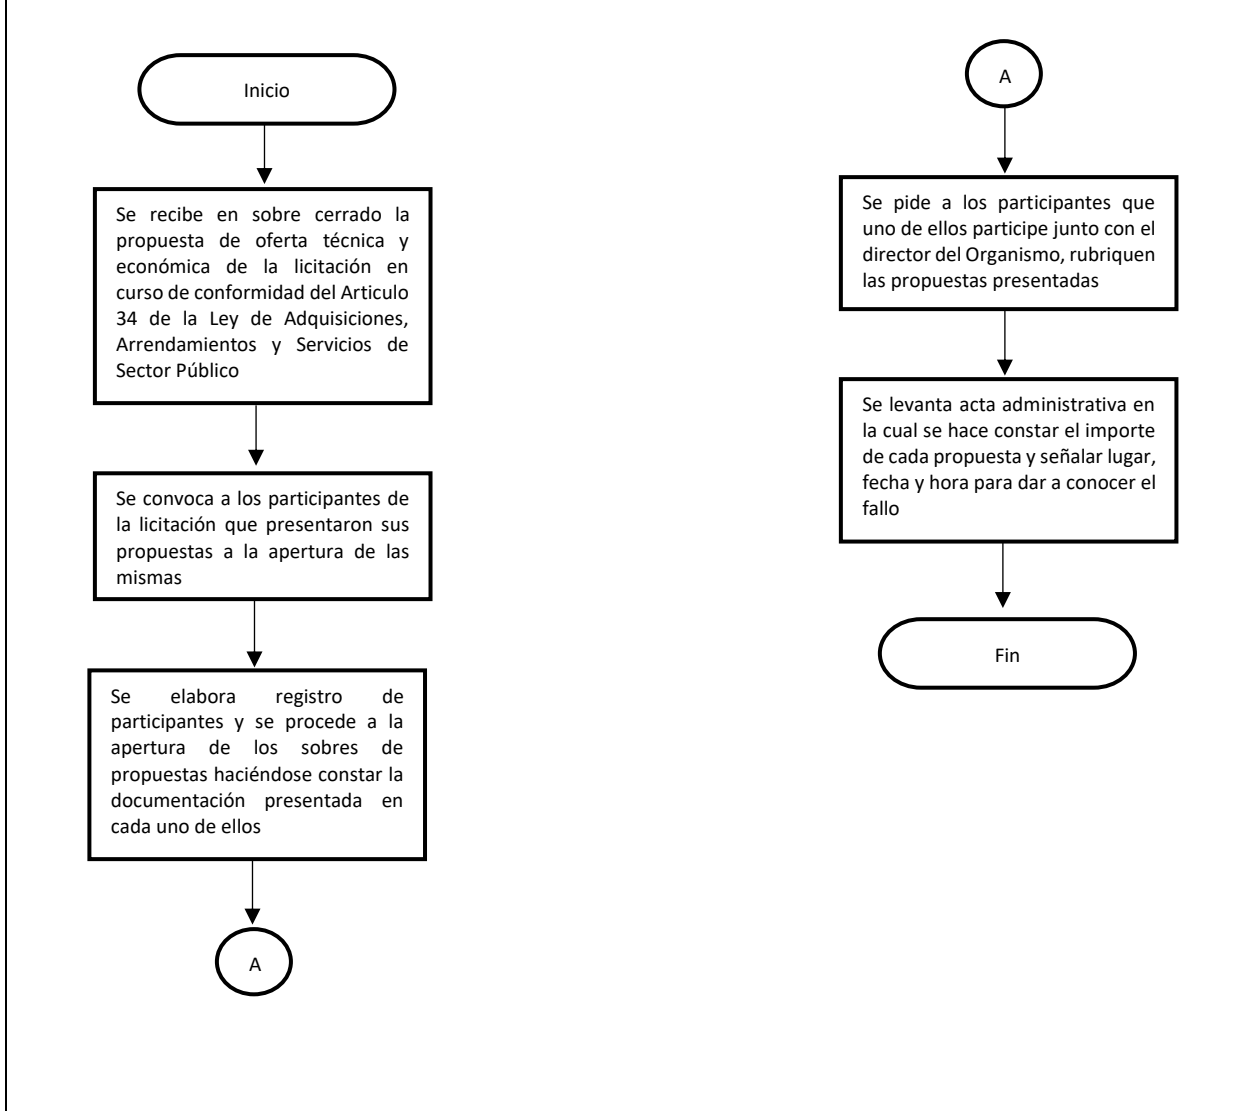 Inicio
Se recibe en sobre cerrado la
propuesta de oferta técnica y
económica de la licitación en
curso de conformidad del Articulo
34 de la Ley de Adquisiciones,
Arrendamientos y Servicios de
Sector Público
Se convoca a los participantes de
la licitación que presentaron sus
propuestas a la apertura de las
mismas
Se elabora registro de
participantes y se procede a la
apertura de los sobres de
propuestas haciéndose constar la
documentación presentada en
cada uno de ellos
A
A
Se pide a los participantes que
uno de ellos participe junto con el
director del Organismo, rubriquen
las propuestas presentadas
Se levanta acta administrativa en
la cual se hace constar el importe
de cada propuesta y señalar lugar,
fecha y hora para dar a conocer el
fallo
Fin